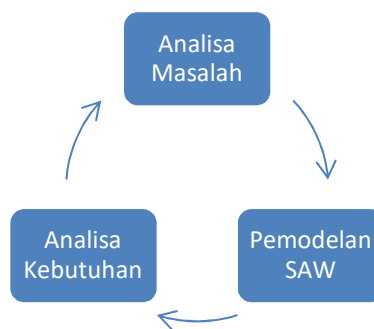 Analisa
Masalah
Analisa
Kebutuhan
Pemodelan
SAW